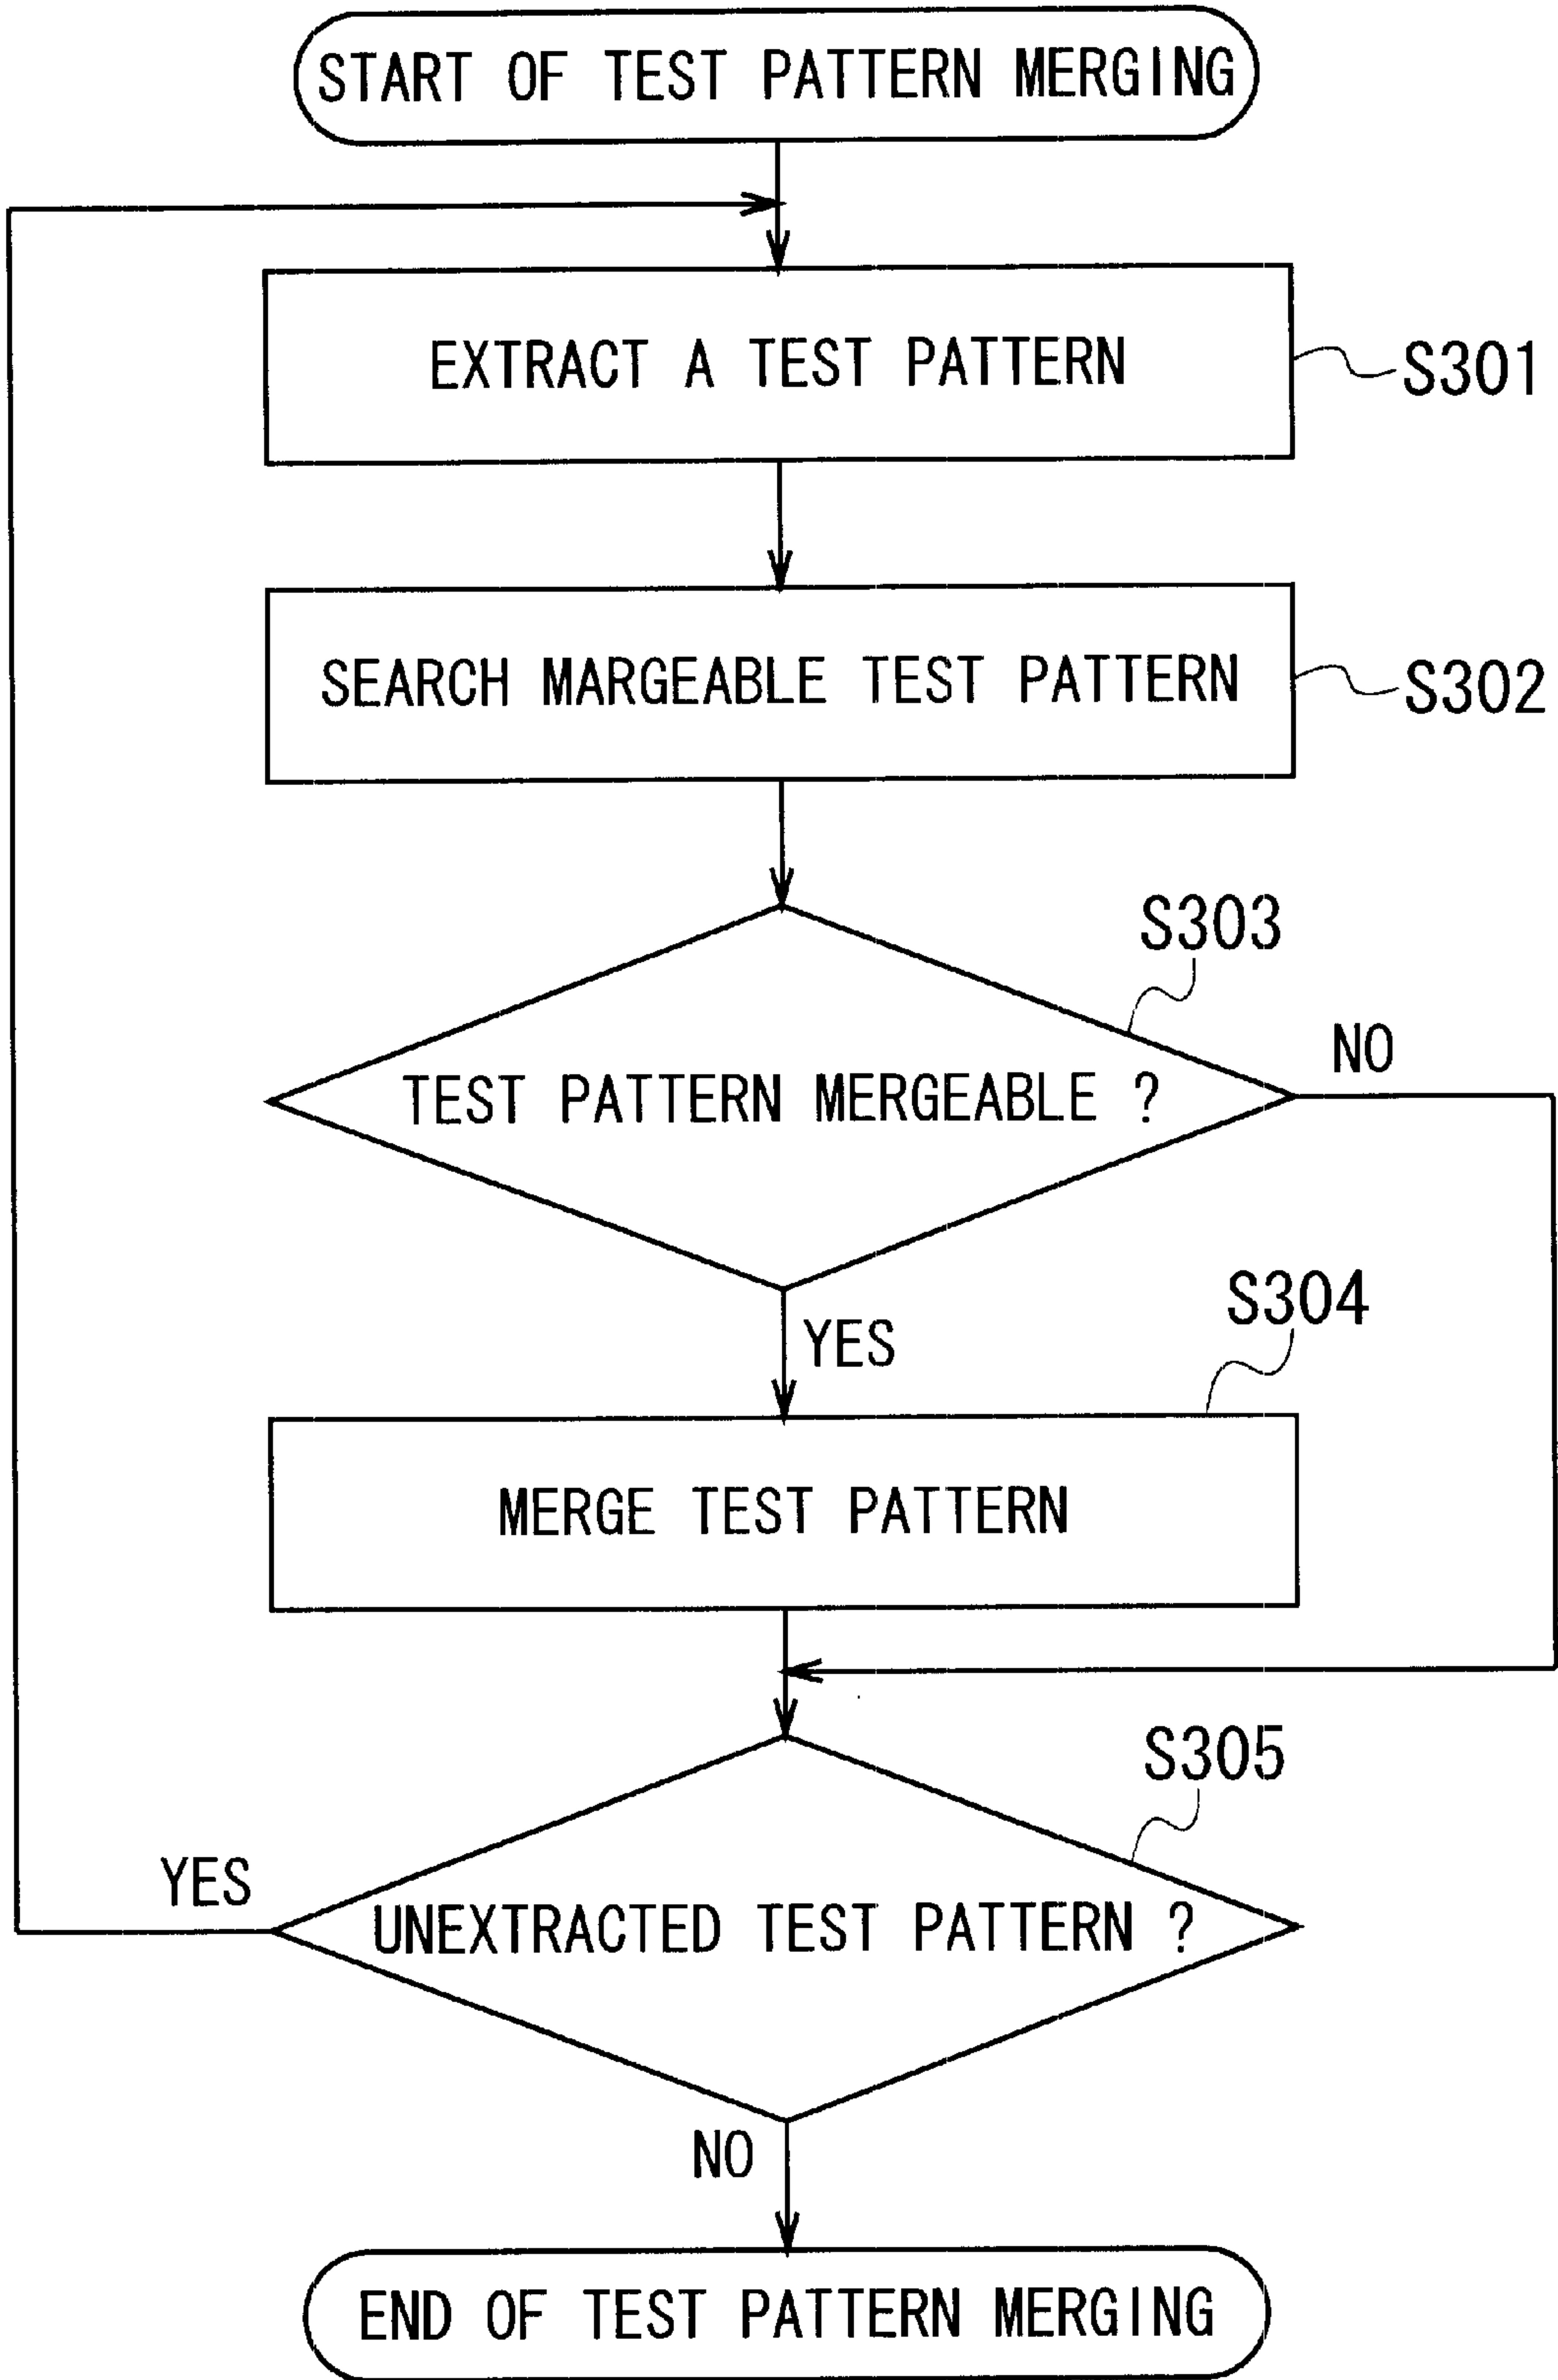 START OF TEST PATTERN MERGING
EXTRACT A TEST PATTERN
S301
SEARCH MARGEABLE TEST PATTERN
S302
S303
TEST PATTERN MERGEABLE ?
NO
YES
S304
MERGE TEST PATTERN
S305
YES
UNEXTRACTED TEST PATTERN ?
NO
END OF TEST PATTERN MERGING